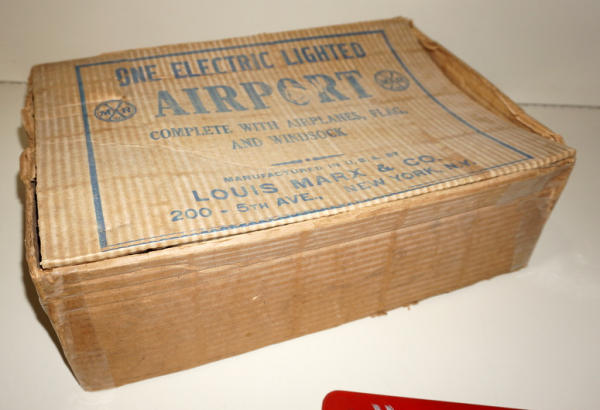 ONE ELECTRIC LIGHTED
AIRPORT
COMPLETE WITH AIRPLANES, FLAG,
AND WINDSOCK
MANUFACTURED IN U.S.A. BY
LOUIS MARX & CO.
200 - 5TH AVE., NEW YORK, N.Y.